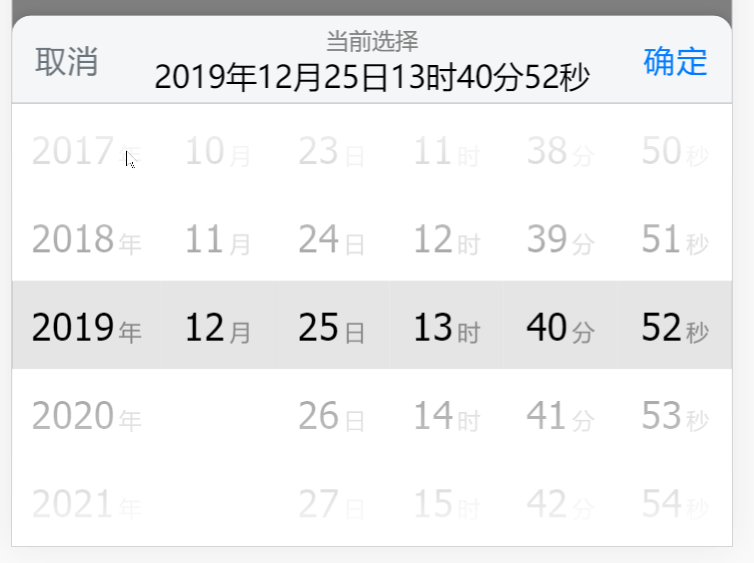 当前选择
取消 2019年12月25日13时40分52秒 确定
2017年 10月 23日 11时 38分 50秒
2018年 11月 24日 12时 39分 51秒
2019年 12月 25日 13时 40分 52秒
2020年 26日 14时 41分 53秒
2021年 27日 15时 42分 54秒